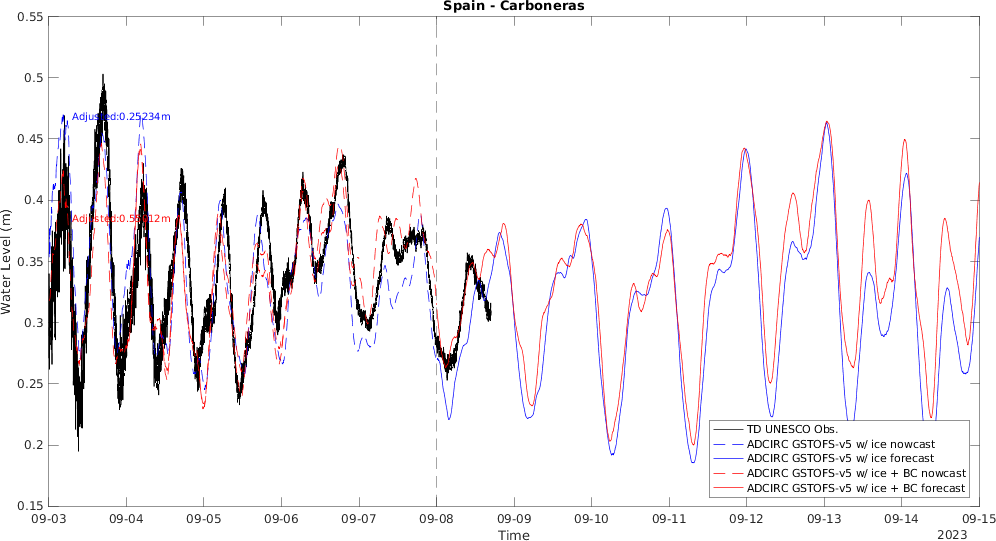 Spain - Carboneras
0.55
0.5
0.45
0.4
0.35
0.3
0.25
0.2
0.15
Water Level (m)
Adjusted:0.25234m
09-03
09-04
09-05
09-06
09-07
09-08
09-09
09-10
09-11
09-12
09-13
09-14
09-15
Time
2023
TD UNESCO Obs.
ADCIRC GSTOFS-v5 w/ ice nowcast
ADCIRC GSTOFS-v5 w/ ice forecast
ADCIRC GSTOFS-v5 w/ ice + BC nowcast
ADCIRC GSTOFS-v5 w/ ice + BC forecast